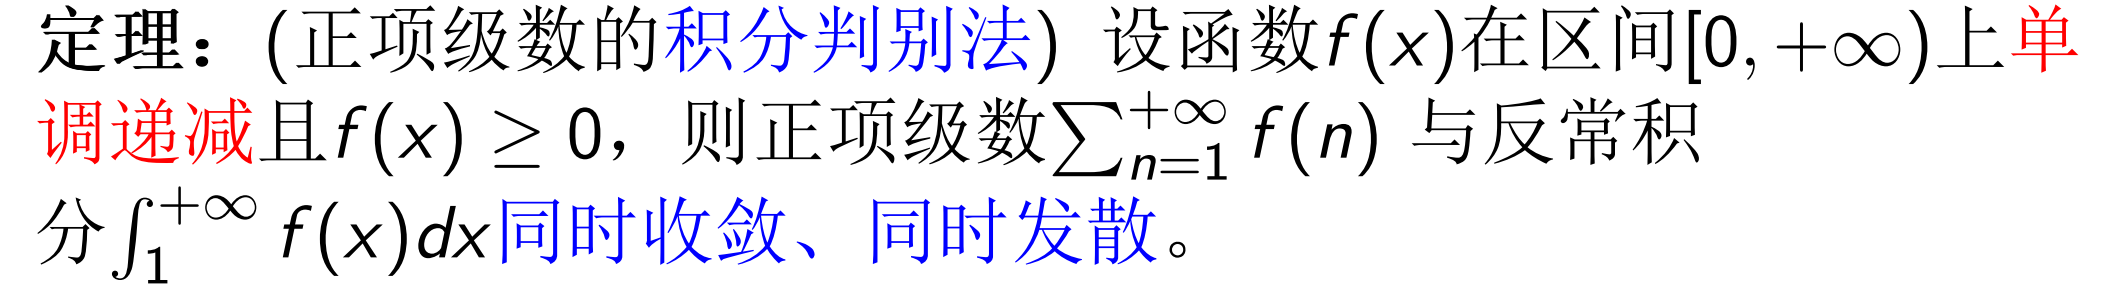 定理：(正项级数的积分判别法) 设函数f(x)在区间[0, +∞)上单
调递减且f(x) ≥ 0，则正项级数∑_{n=1}^{+∞} f(n) 与反常积
分∫_1^{+∞} f(x)dx同时收敛、同时发散。